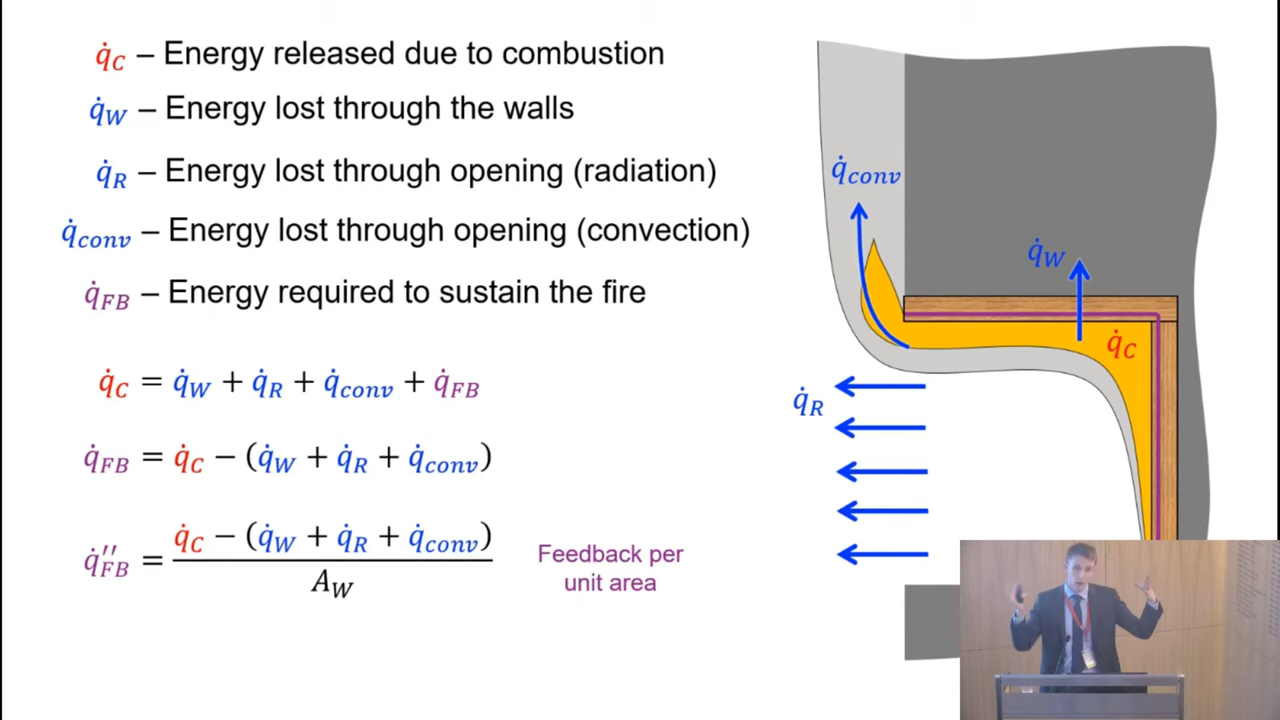 q̇_C – Energy released due to combustion
q̇_W – Energy lost through the walls
q̇_R – Energy lost through opening (radiation)
q̇_conv – Energy lost through opening (convection)
q̇_FB – Energy required to sustain the fire
q̇_C = q̇_W + q̇_R + q̇_conv + q̇_FB
q̇_FB = q̇_C − (q̇_W + q̇_R + q̇_conv)
q̇″_FB = (q̇_C − (q̇_W + q̇_R + q̇_conv)) / A_W
Feedback per
unit area
q̇_conv
q̇_W
q̇_C
q̇_R